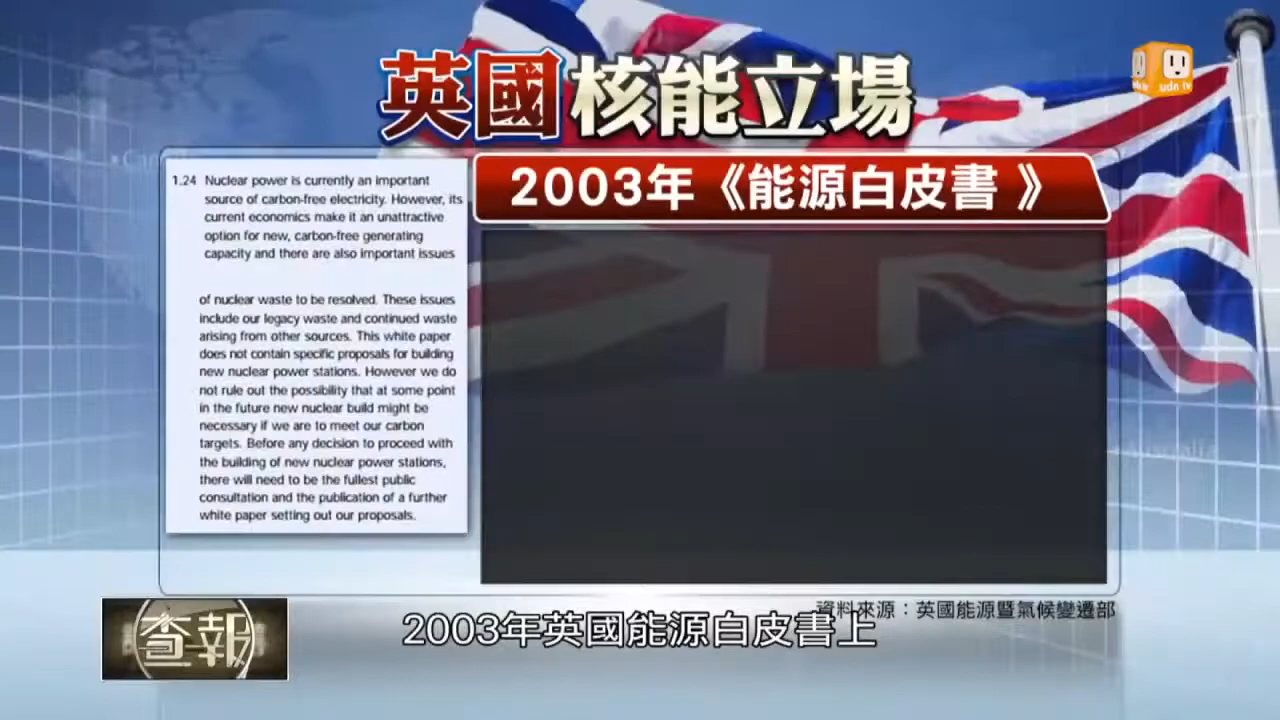 英國核能立場
udn tv
2003年《能源白皮書》
1.24 Nuclear power is currently an important
source of carbon-free electricity. However, its
current economics make it an unattractive
option for new, carbon-free generating
capacity and there are also important issues
of nuclear waste to be resolved. These issues
include our legacy waste and continued waste
arising from other sources. This white paper
does not contain specific proposals for building
new nuclear power stations. However we do
not rule out the possibility that at some point
in the future new nuclear build might be
necessary if we are to meet our carbon
targets. Before any decision to proceed with
the building of new nuclear power stations,
there will need to be the fullest public
consultation and the publication of a further
white paper setting out our proposals.
資料來源：英國能源暨氣候變遷部
查報
2003年英國能源白皮書上